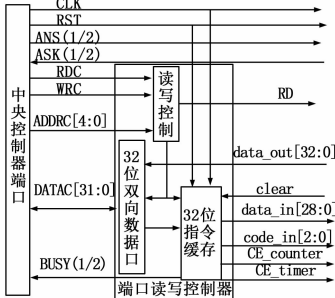 CLK
RST
ANS(1/2)
ASK(1/2)
RDC
WRC
ADDRC[4:0]
DATAC[31:0]
BUSY(1/2)
中央控制器端口
读写控制
32位双向数据口
32位指令缓存
端口读写控制器
RD
data_out[32:0]
clear
data_in[28:0]
code_in[2:0]
CE_counter
CE_timer